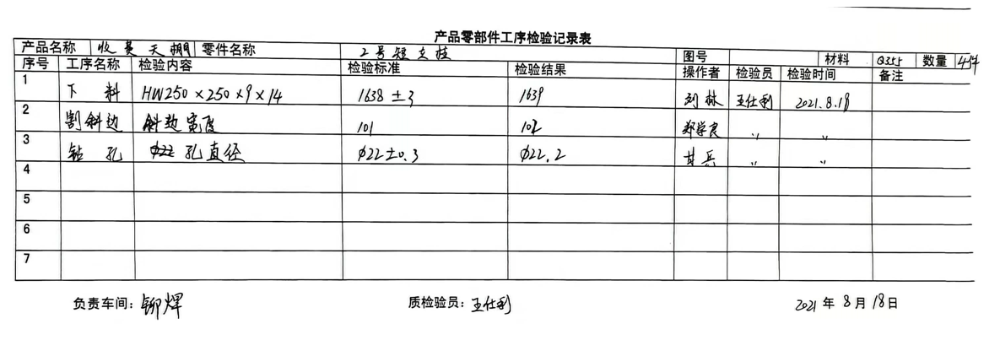 产品零部件工序检验记录表
产品名称 收费天棚 零件名称 2号短支柱 图号 材料 Q355 数量 4件
序号 工序名称 检验内容 检验标准 检验结果 操作者 检验员 检验时间 备注
1 下料 HW250×250×9×14 1638±3 1639 刘林 王仕利 2021.8.18
2 割斜边 斜边宽度 101 102 郑学良 〃 〃
3 钻孔 孔直径 φ22±0.3 φ22.2 甘兵 〃 〃
4
5
6
7
负责车间：铆焊 质检验员：王仕利 2021年8月18日